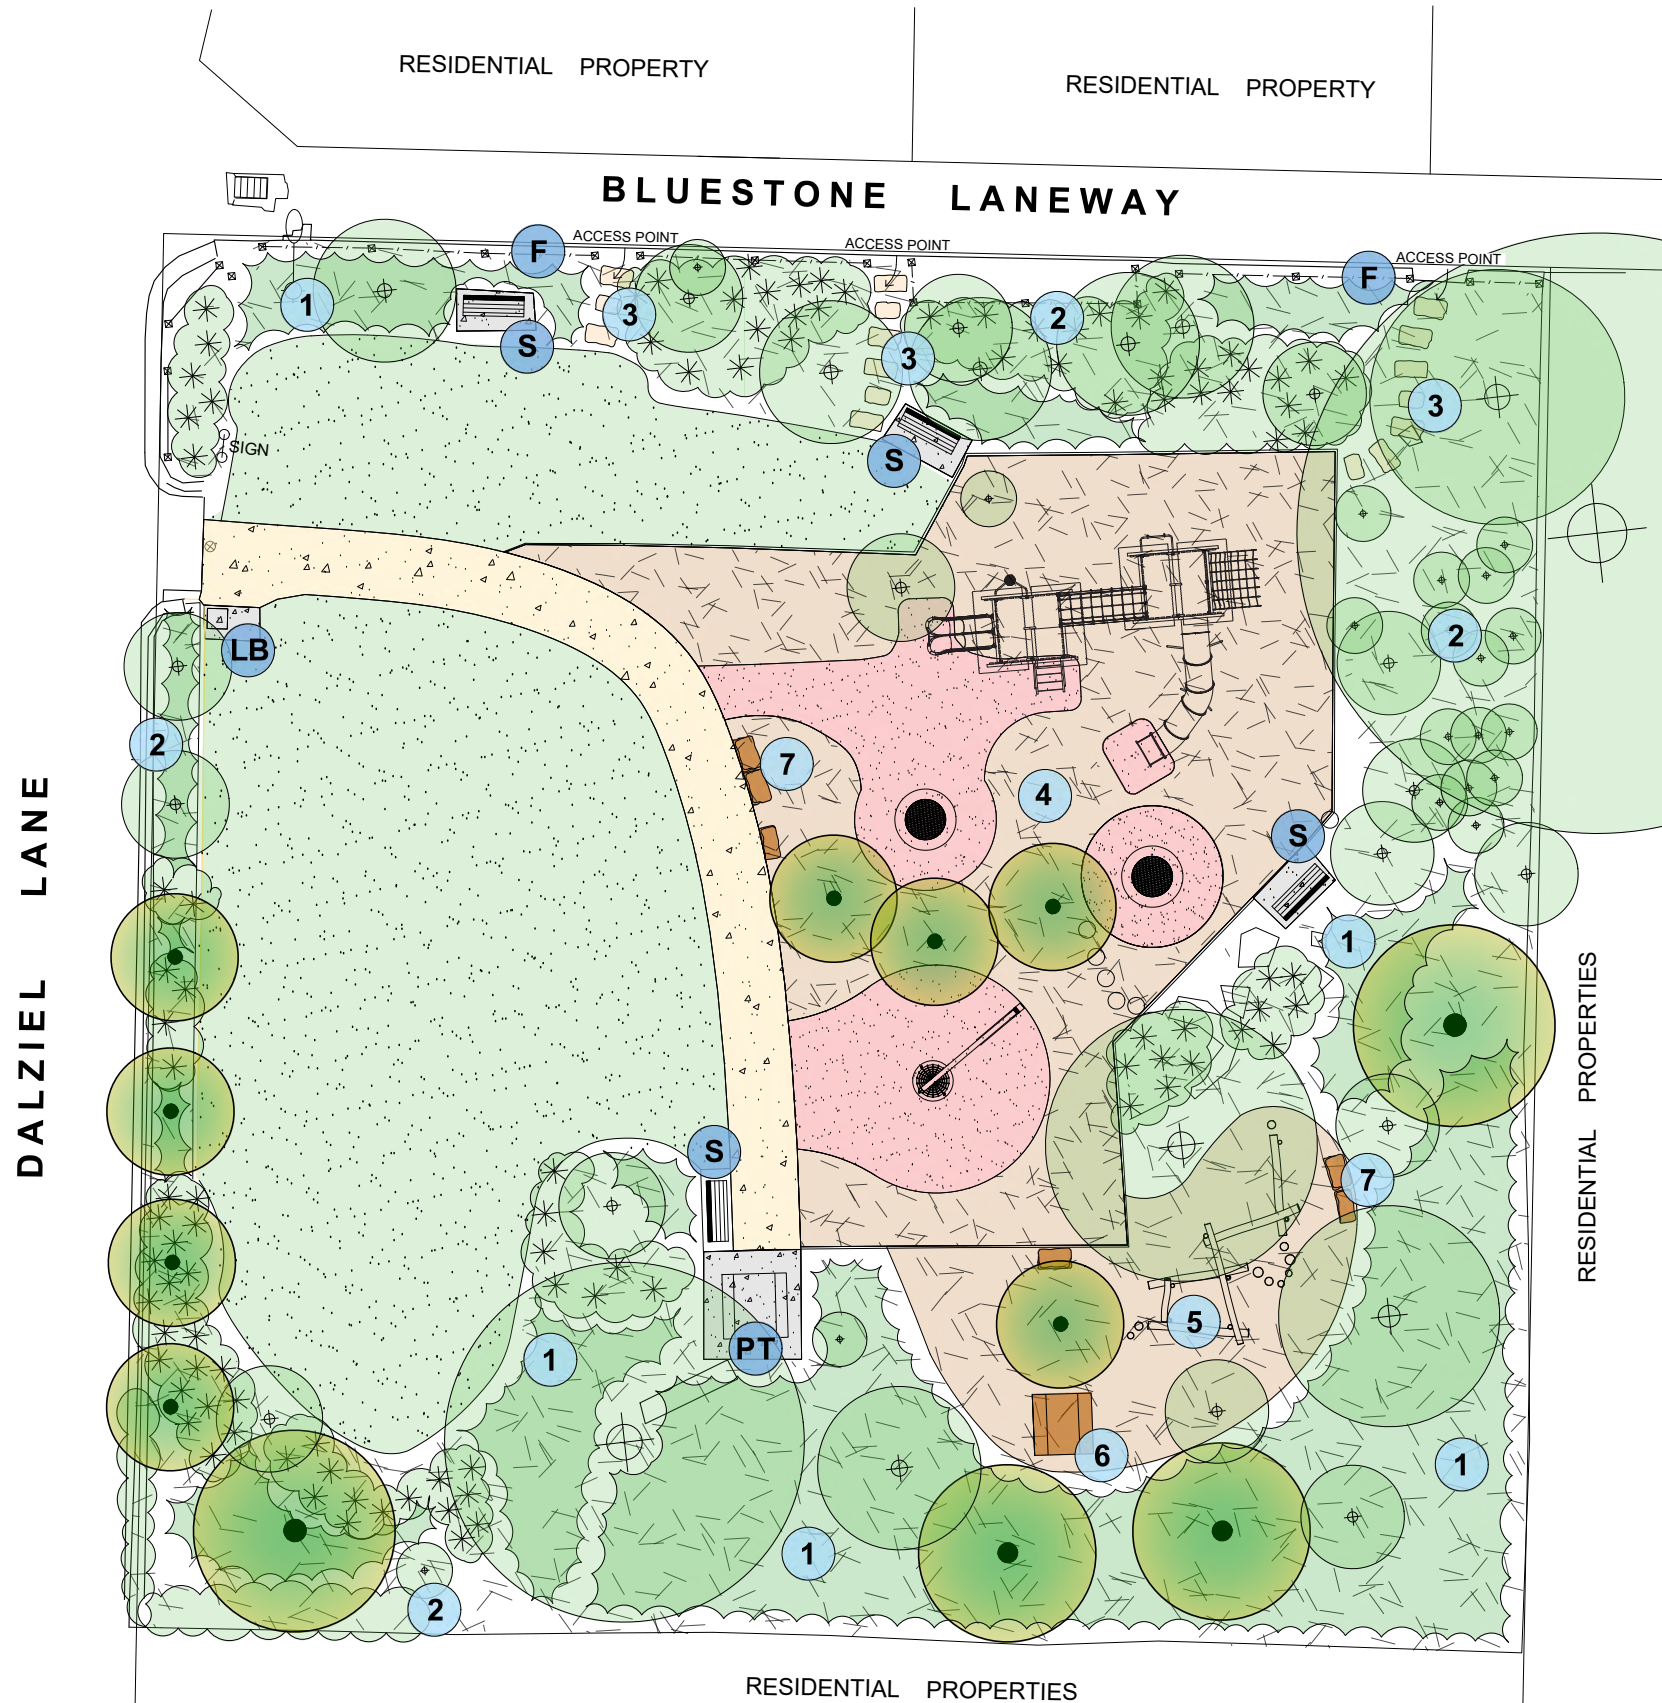 RESIDENTIAL PROPERTY
RESIDENTIAL PROPERTY
BLUESTONE LANEWAY
ACCESS POINT
ACCESS POINT
ACCESS POINT
F
F
1
3
2
S
3
3
SIGN
S
LB
2
2
7
4
S
DALZIEL LANE
1
S
7
RESIDENTIAL PROPERTIES
5
PT
1
6
1
1
2
RESIDENTIAL PROPERTIES